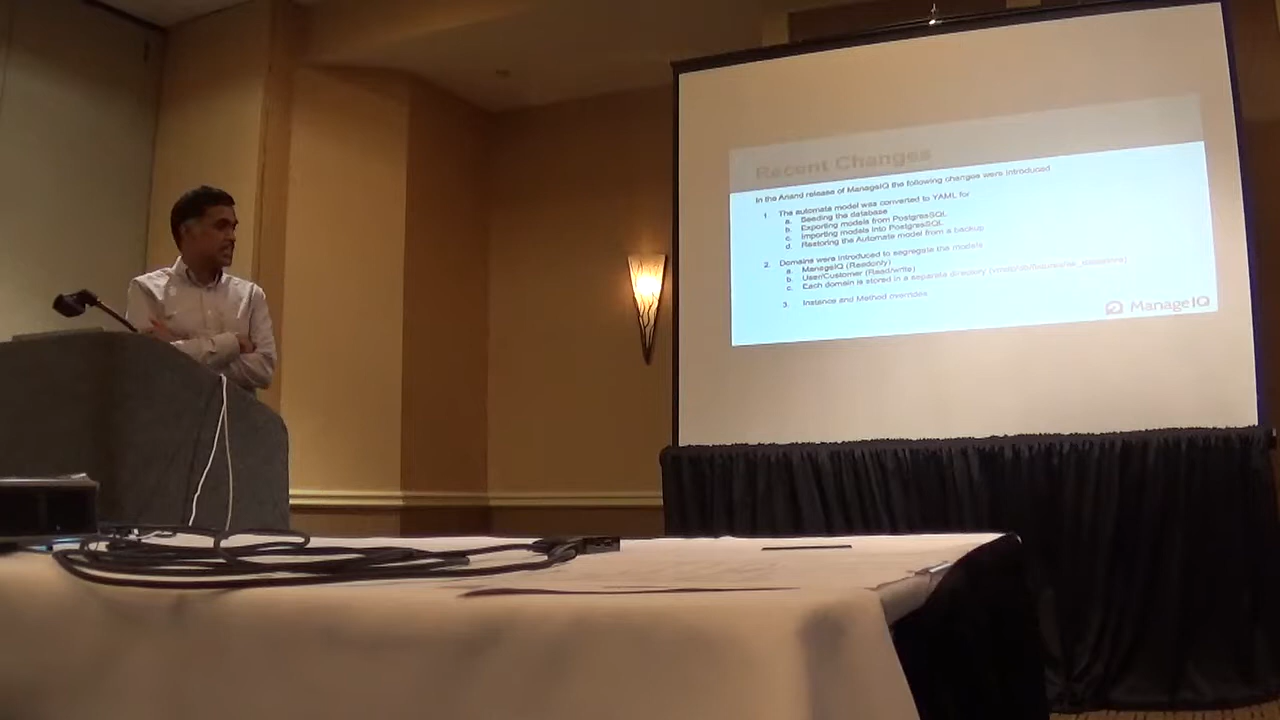 Recent Changes
In the Anand release of ManageIQ the following changes were introduced
1. The automate model was converted to YAML for
a. Seeding the database
b. Exporting models from PostgresSQL
c. Importing models into PostgresSQL
d. Restoring the Automate model from a backup
2. Domains were introduced to segregate the models
a. ManageIQ (Readonly)
b. User/Customer (Read/write)
c. Each domain is stored in a separate directory
3. Instance and Method overrides
ManageIQ